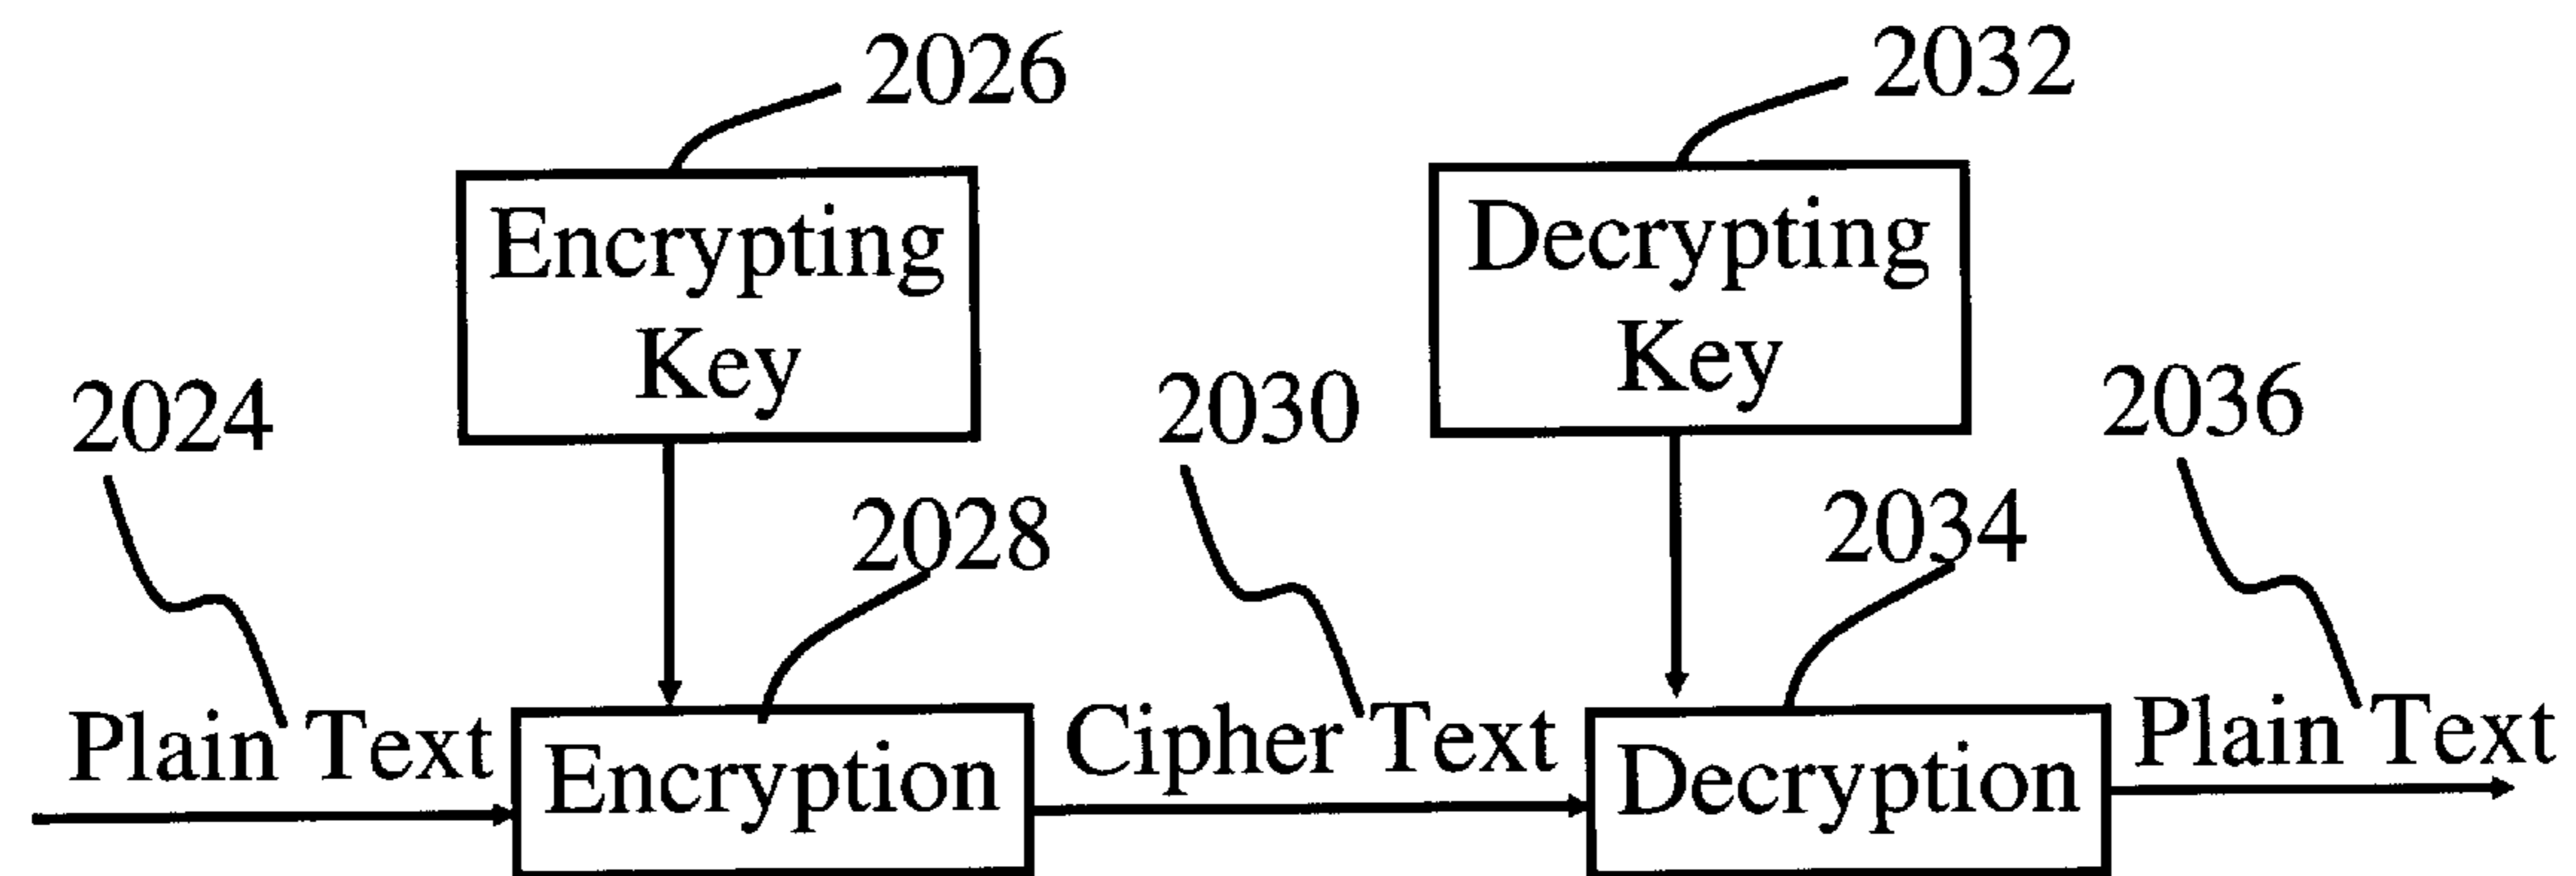 2026
2032
Encrypting
Key
Decrypting
Key
2024
2030
2036
2028
2034
Plain Text
Encryption
Cipher Text
Decryption
Plain Text